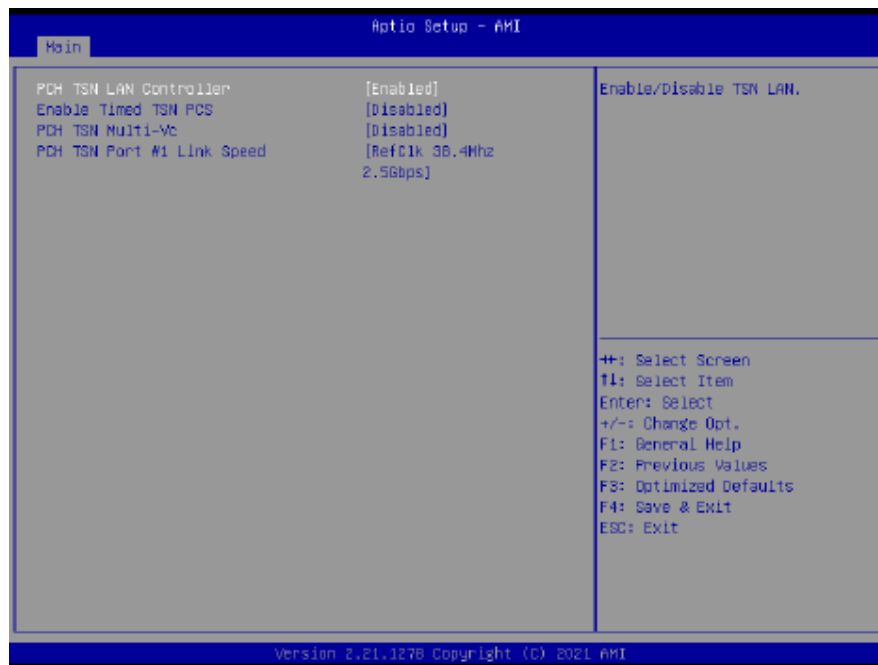 Aptio Setup - AMI
Main
PCH TSN LAN Controller [Enabled]
Enable Timed TSN PCS [Disabled]
PCH TSN Multi-Vc [Disabled]
PCH TSN Port #1 Link Speed [RefClk 38.4Mhz
2.5Gbps]
Enable/Disable TSN LAN.
→←: Select Screen
↑↓: Select Item
Enter: Select
+/-: Change Opt.
F1: General Help
F2: Previous Values
F3: Optimized Defaults
F4: Save & Exit
ESC: Exit
Version 2.21.1278 Copyright (C) 2021 AMI